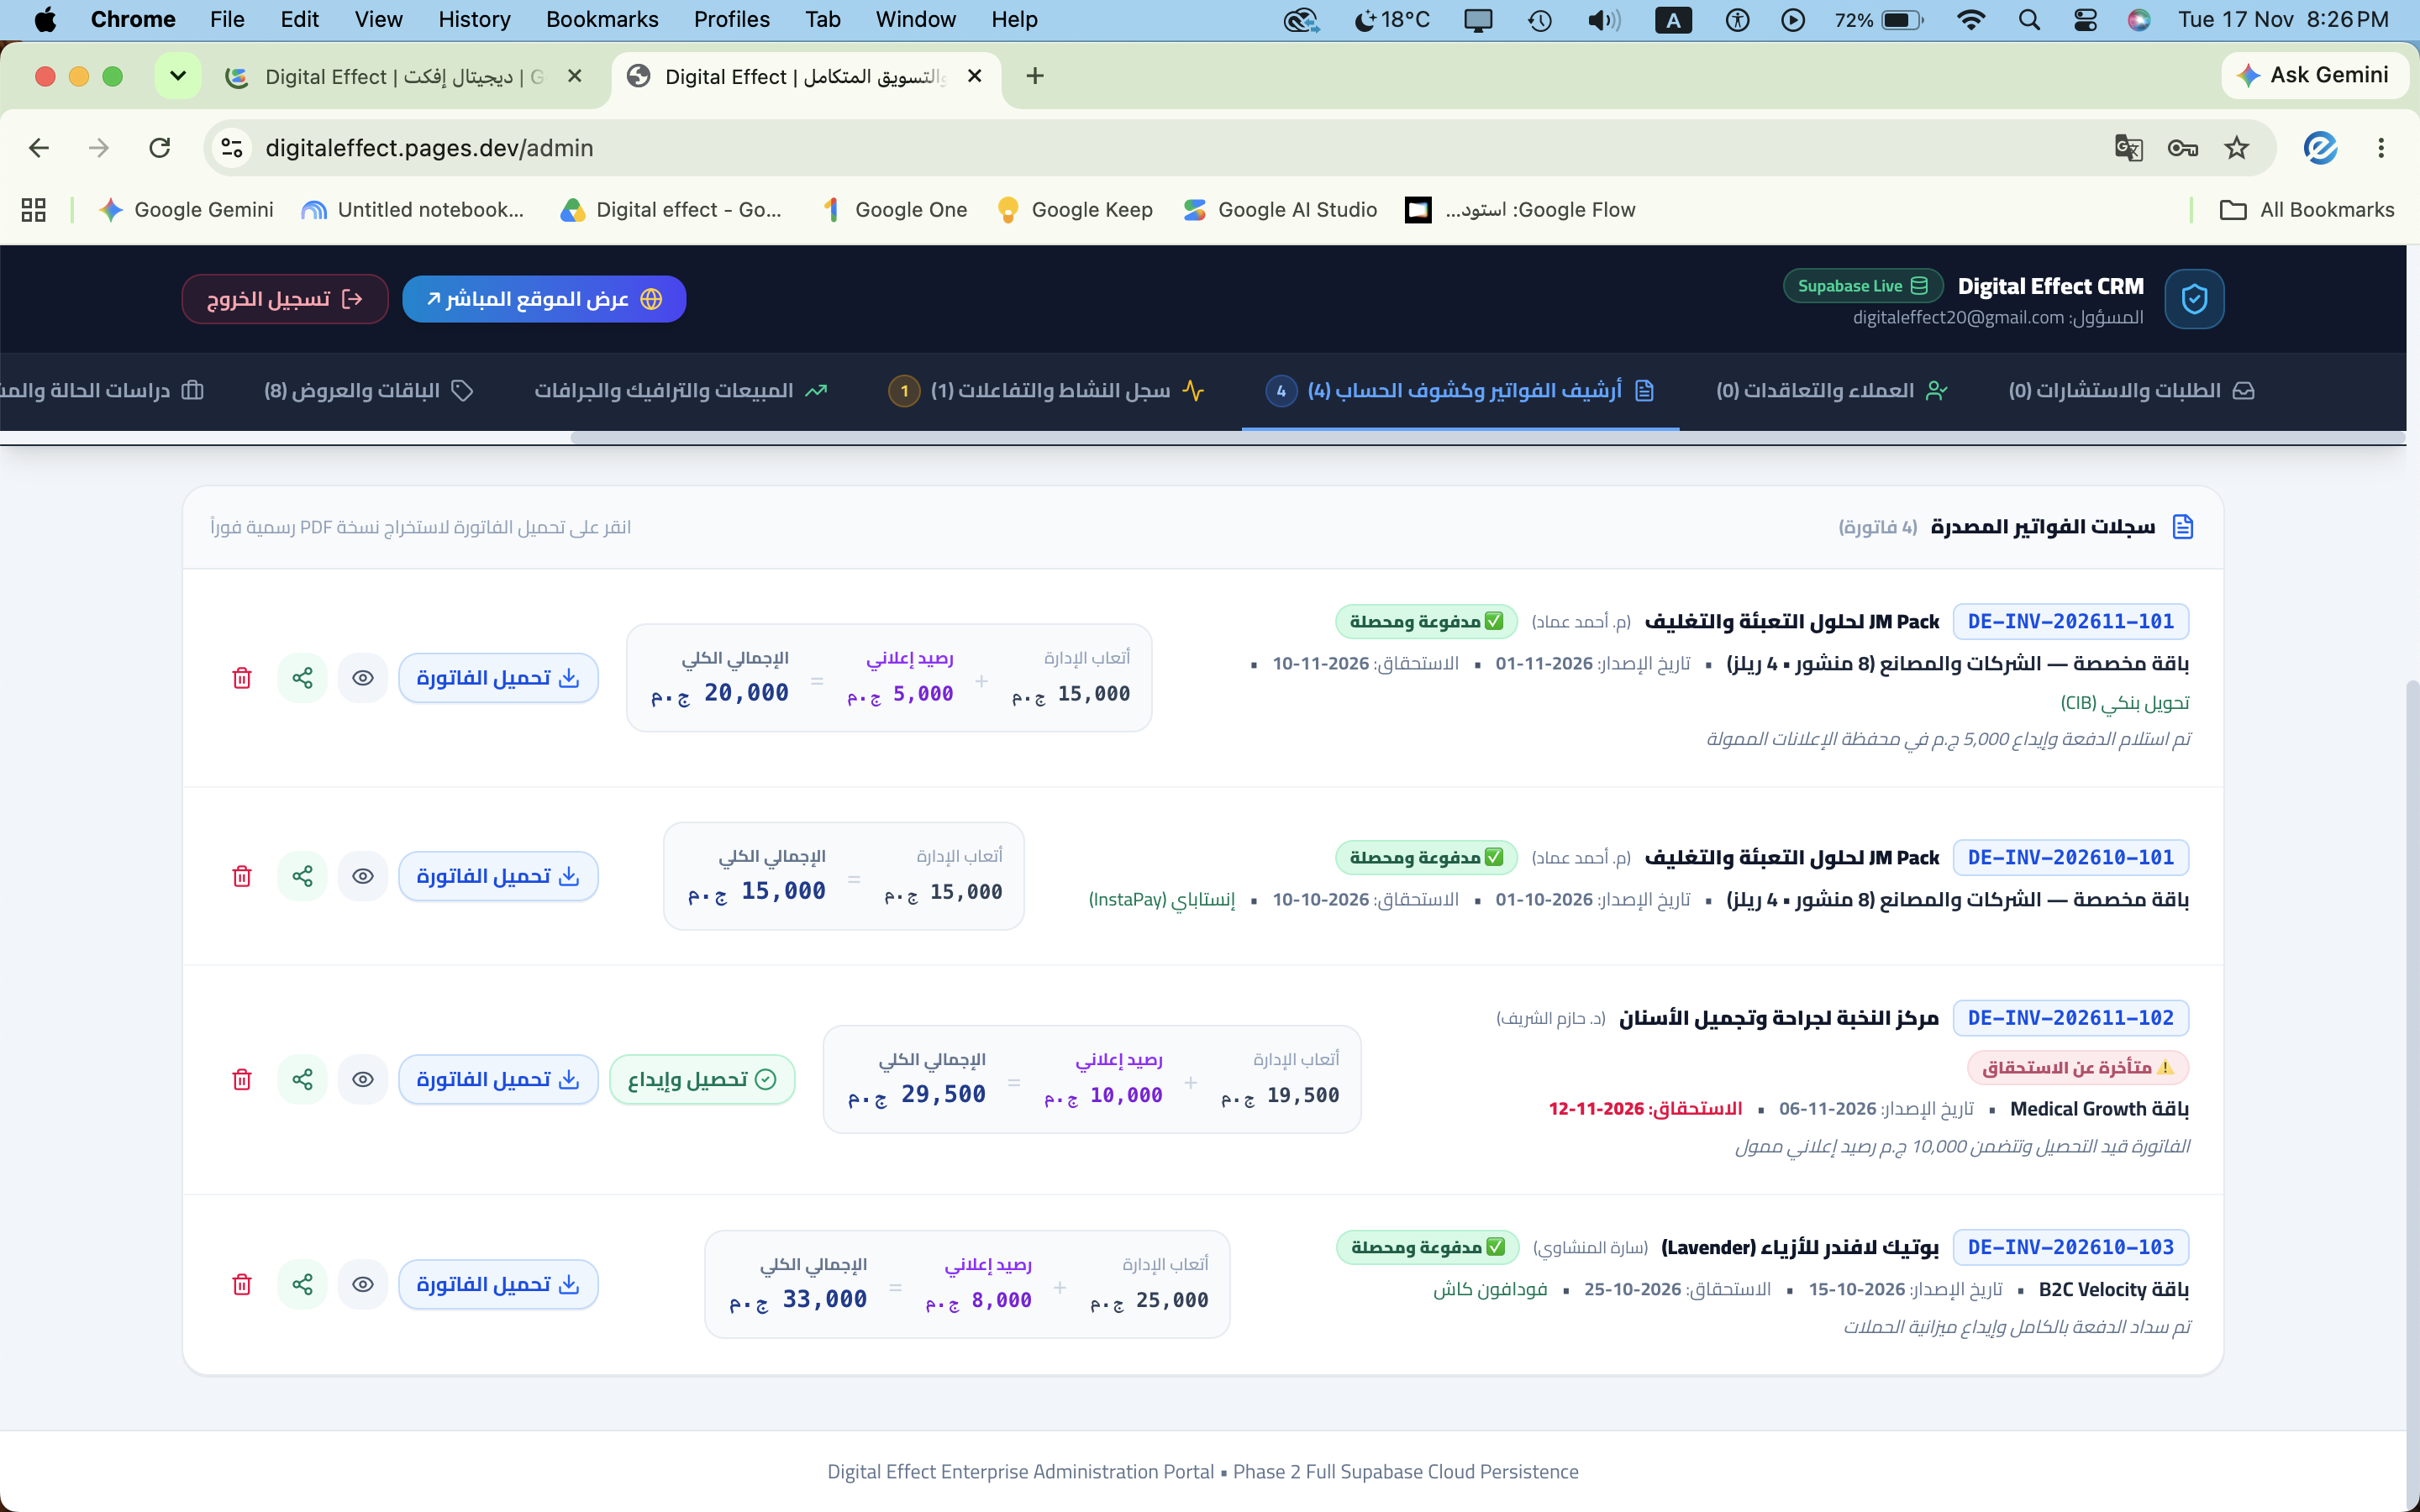 Chrome File Edit View History Bookmarks Profiles Tab Window Help 18°C A 72% Tue 17 Nov 8:26 PM
Digital Effect | ديجيتال إفكت | G
Digital Effect | والتسويق المتكامل
Ask Gemini
digitaleffect.pages.dev/admin
Google Gemini
Untitled notebook...
Digital effect - Go...
Google One
Google Keep
Google AI Studio
Google Flow: استود...
All Bookmarks
Digital Effect CRM
Supabase Live
المسؤول: digitaleffect20@gmail.com
عرض الموقع المباشر
تسجيل الخروج
الطلبات والاستشارات (0)
العملاء والتعاقدات (0)
أرشيف الفواتير وكشوف الحساب (4) 4
سجل النشاط والتفاعلات (1) 1
المبيعات والترافيك والجرافات
الباقات والعروض (8)
دراسات الحالة
سجلات الفواتير المصدرة (4 فاتورة)
انقر على تحميل الفاتورة لاستخراج نسخة PDF رسمية فوراً
DE-INV-202611-101 JM Pack لحلول التعبئة والتغليف (م. أحمد عماد) ✅ مدفوعة ومحصلة
باقة مخصصة — الشركات والمصانع (8 منشور • 4 ريلز) • تاريخ الإصدار: 2026-11-01 • الاستحقاق: 2026-11-10 •
تحويل بنكي (CIB)
تم استلام الدفعة وإيداع 5,000 ج.م في محفظة الإعلانات الممولة
أتعاب الإدارة
15,000 ج.م
+
رصيد إعلاني
5,000 ج.م
=
الإجمالي الكلي
20,000 ج.م
تحميل الفاتورة
DE-INV-202610-101 JM Pack لحلول التعبئة والتغليف (م. أحمد عماد) ✅ مدفوعة ومحصلة
باقة مخصصة — الشركات والمصانع (8 منشور • 4 ريلز) • تاريخ الإصدار: 2026-10-01 • الاستحقاق: 2026-10-10 • إنستاباي (InstaPay)
أتعاب الإدارة
15,000 ج.م
=
الإجمالي الكلي
15,000 ج.م
تحميل الفاتورة
DE-INV-202611-102 مركز النخبة لجراحة وتجميل الأسنان (د. حازم الشريف)
⚠️ متأخرة عن الاستحقاق
باقة Medical Growth • تاريخ الإصدار: 2026-11-06 • الاستحقاق: 2026-11-12
الفاتورة قيد التحصيل وتتضمن 10,000 ج.م رصيد إعلاني ممول
أتعاب الإدارة
19,500 ج.م
+
رصيد إعلاني
10,000 ج.م
=
الإجمالي الكلي
29,500 ج.م
تحصيل وإيداع
تحميل الفاتورة
DE-INV-202610-103 بوتيك لافندر للأزياء (Lavender) (سارة المنشاوي) ✅ مدفوعة ومحصلة
باقة B2C Velocity • تاريخ الإصدار: 2026-10-15 • الاستحقاق: 2026-10-25 • فودافون كاش
تم سداد الدفعة بالكامل وإيداع ميزانية الحملات
أتعاب الإدارة
25,000 ج.م
+
رصيد إعلاني
8,000 ج.م
=
الإجمالي الكلي
33,000 ج.م
تحميل الفاتورة
Digital Effect Enterprise Administration Portal • Phase 2 Full Supabase Cloud Persistence